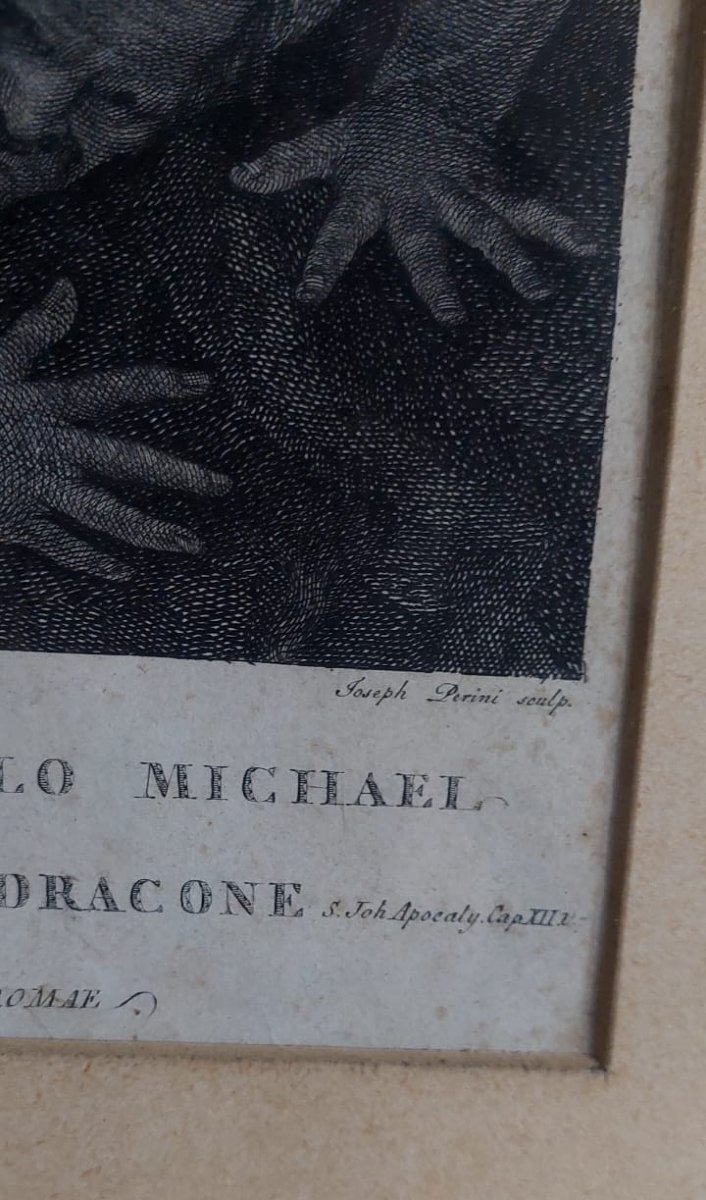 Joseph Perini sculp.
LO MICHAEL
DRACONE S. Joh Apocaly. Cap XII v
ROMAE